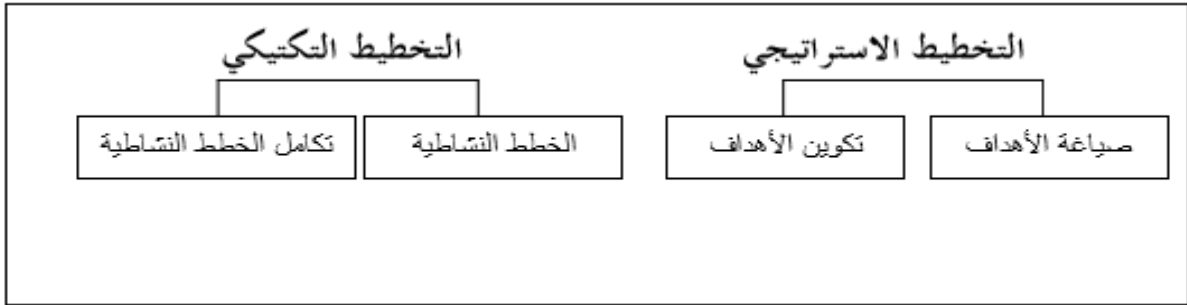 التخطيط الاستراتيجي
التخطيط التكتيكي
صياغة الأهداف
تكوين الأهداف
الخطط النشاطية
تكامل الخطط النشاطية